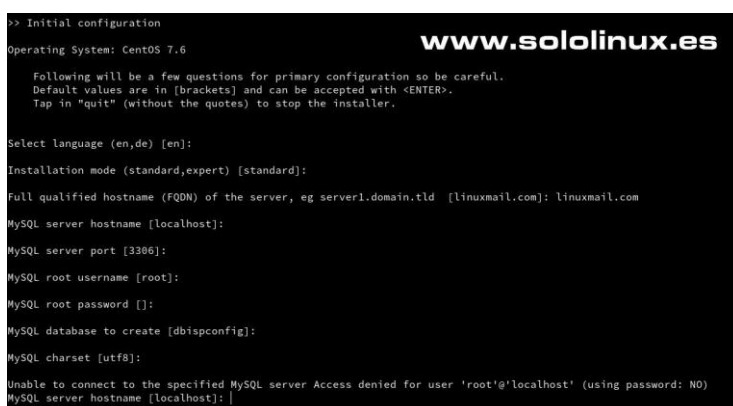 >> Initial configuration
www.sololinux.es
Operating System: CentOS 7.6
Following will be a few questions for primary configuration so be careful.
Default values are in [brackets] and can be accepted with <ENTER>.
Tap in "quit" (without the quotes) to stop the installer.
Select language (en,de) [en]:
Installation mode (standard,expert) [standard]:
Full qualified hostname (FQDN) of the server, eg server1.domain.tld  [linuxmail.com]: linuxmail.com
MySQL server hostname [localhost]:
MySQL server port [3306]:
MySQL root username [root]:
MySQL root password []:
MySQL database to create [dbispconfig]:
MySQL charset [utf8]:
Unable to connect to the specified MySQL server Access denied for user 'root'@'localhost' (using password: NO)
MySQL server hostname [localhost]: